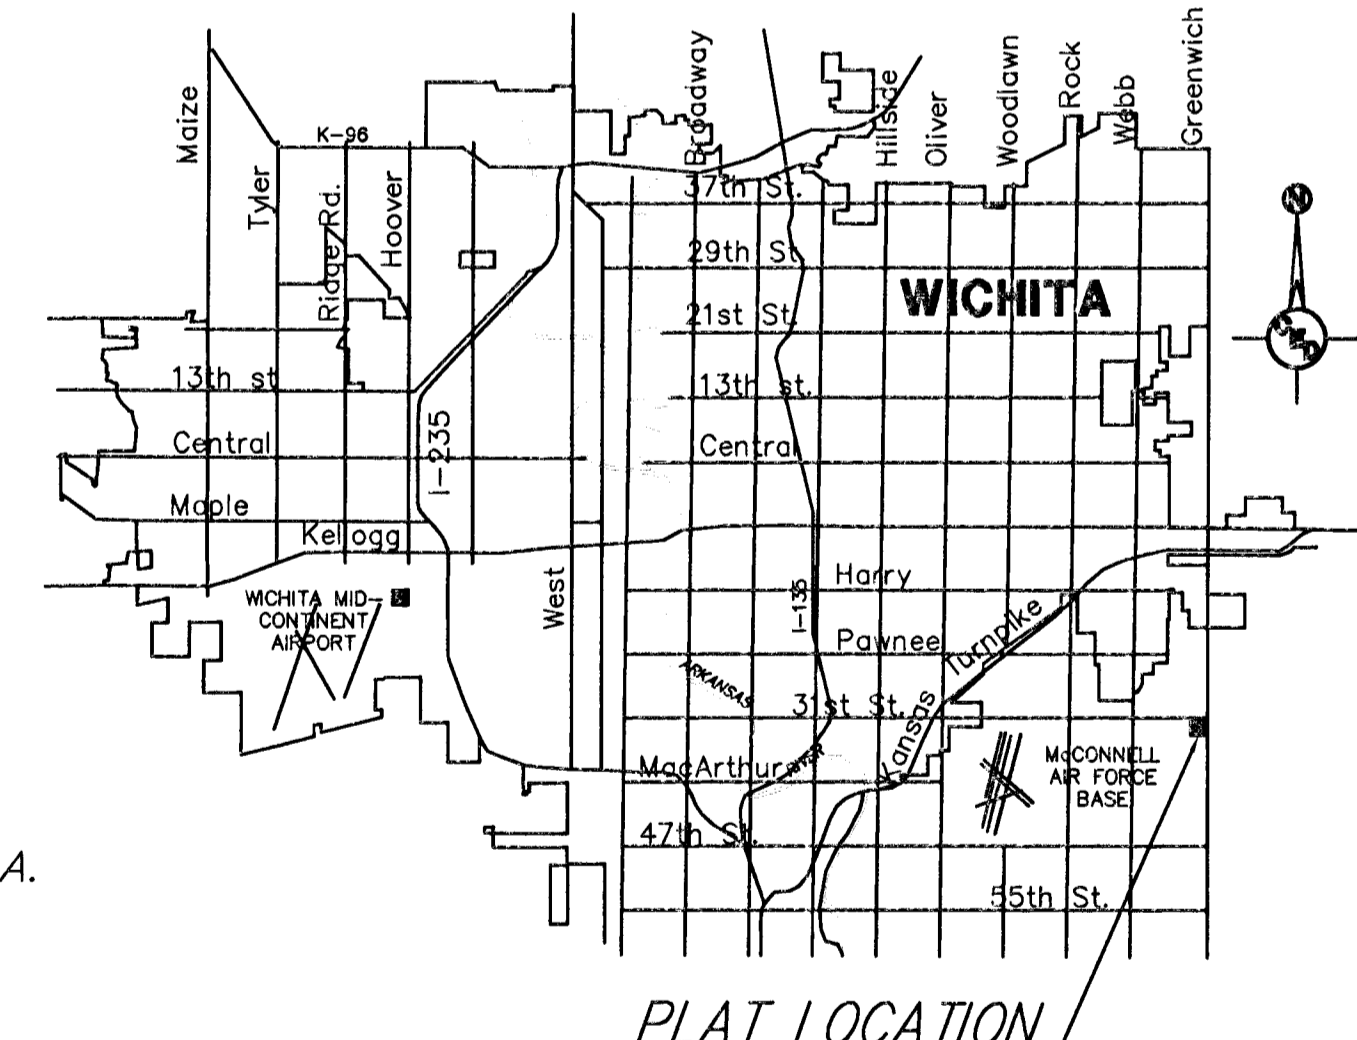 Maize
Tyler
Ridge Rd.
Hoover
K-96
Broadway
Hillside
Oliver
Woodlawn
Rock
Webb
Greenwich
N
37th St.
29th St.
21st St.
WICHITA
13th st
13th st.
Central
Central
I-235
Maple
Kellogg
WICHITA MID-
CONTINENT
AIRPORT
West
I-135
Harry
Pawnee
Kansas Turnpike
ARKANSAS
RIVER
31st St.
MacArthur
McCONNELL
AIR FORCE
BASE
47th St.
55th St.
A.
PLAT LOCATION